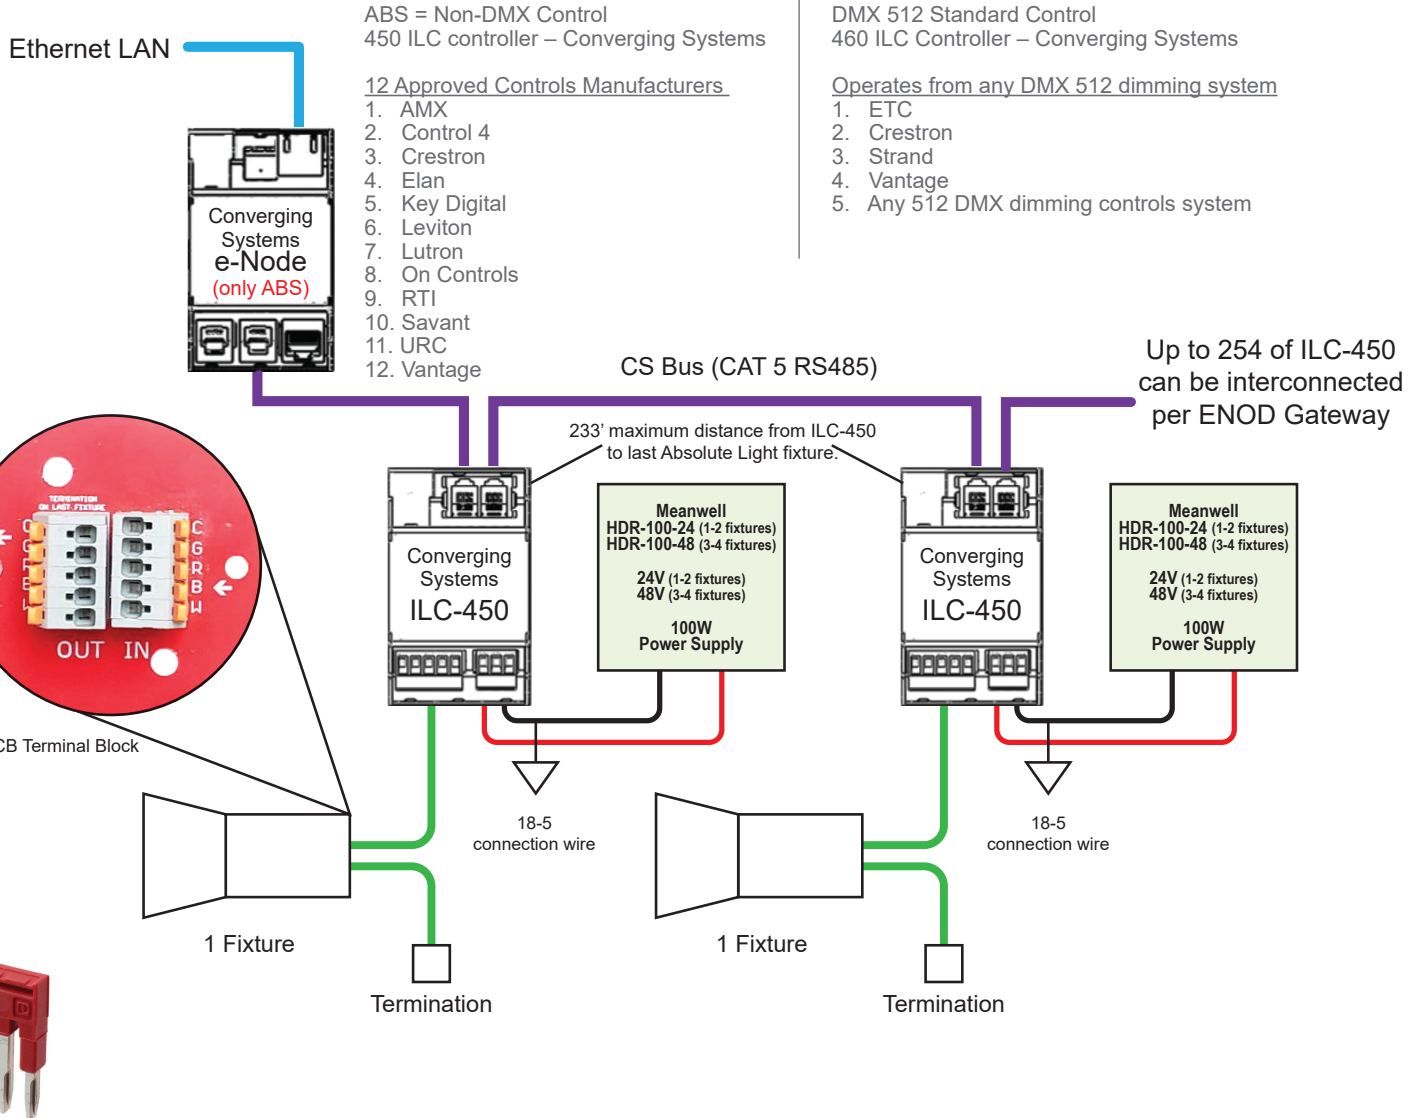 Ethernet LAN
ABS = Non-DMX Control
450 ILC controller – Converging Systems
12 Approved Controls Manufacturers
1. AMX
2. Control 4
3. Crestron
4. Elan
5. Key Digital
6. Leviton
7. Lutron
8. On Controls
9. RTI
10. Savant
11. URC
12. Vantage
DMX 512 Standard Control
460 ILC Controller – Converging Systems
Operates from any DMX 512 dimming system
1. ETC
2. Crestron
3. Strand
4. Vantage
5. Any 512 DMX dimming controls system
Converging
Systems
e-Node
(only ABS)
CS Bus (CAT 5 RS485)
Up to 254 of ILC-450
can be interconnected
per ENOD Gateway
233' maximum distance from ILC-450
to last Absolute Light fixture.
TERMINATION
ON LAST FIXTURE
C
G
R
B
W
OUT IN
CB Terminal Block
Converging
Systems
ILC-450
Meanwell
HDR-100-24 (1-2 fixtures)
HDR-100-48 (3-4 fixtures)
24V (1-2 fixtures)
48V (3-4 fixtures)
100W
Power Supply
Converging
Systems
ILC-450
Meanwell
HDR-100-24 (1-2 fixtures)
HDR-100-48 (3-4 fixtures)
24V (1-2 fixtures)
48V (3-4 fixtures)
100W
Power Supply
18-5
connection wire
18-5
connection wire
1 Fixture
1 Fixture
Termination
Termination